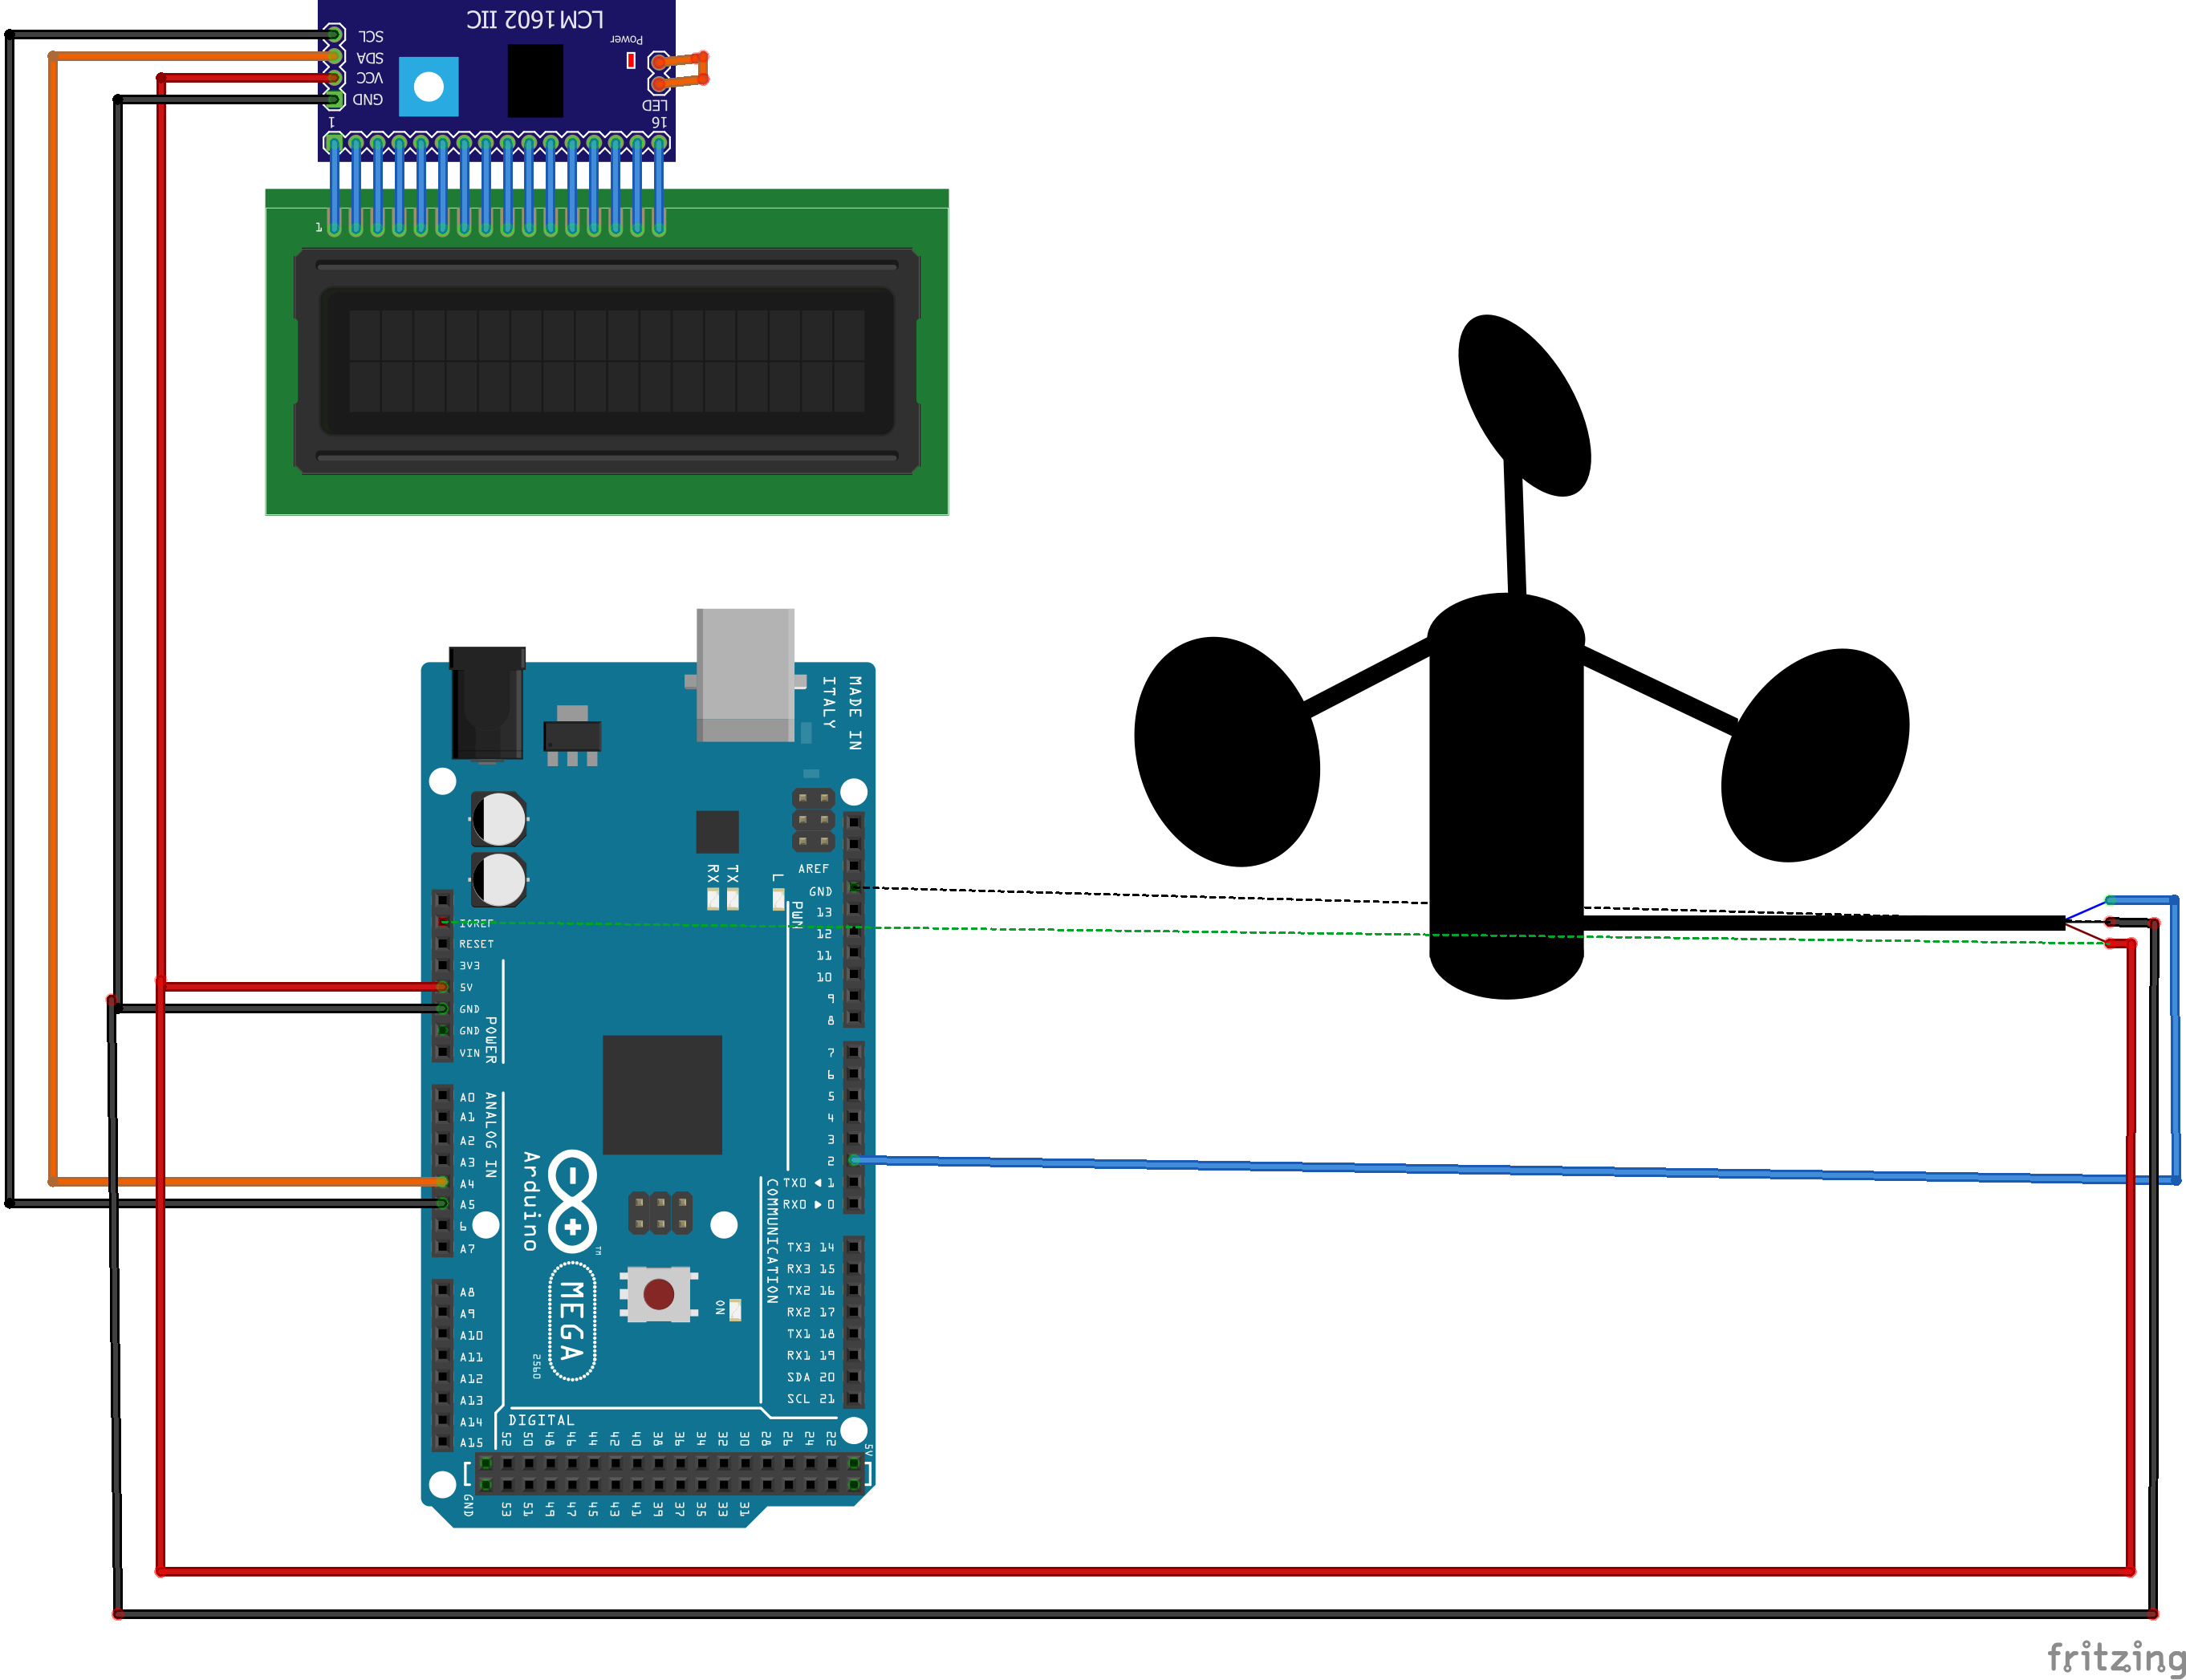 LCM1602 IIC
SCL
SDA
VCC
GND
Power
LED
1
16
1
MADE IN
ITALY
RX
TX
L
PWM
AREF
GND
13
12
11
10
9
8
7
6
5
4
3
2
TX0 ◀ 1
RX0 ▶ 0
IOREF
RESET
3V3
5V
GND
GND
VIN
POWER
A0
A1
A2
A3
A4
A5
6
A7
ANALOG IN
A8
A9
A10
A11
A12
A13
A14
A15
Arduino
TM
MEGA
2560
ON
COMMUNICATION
TX3 14
RX3 15
TX2 16
RX2 17
TX1 18
RX1 19
SDA 20
SCL 21
DIGITAL
52 50 48 46 44 42 40 38 36 34 32 30 28 26 24 22
5V
GND
53 51 49 47 45 43 41 39 37 35 33 31
fritzing